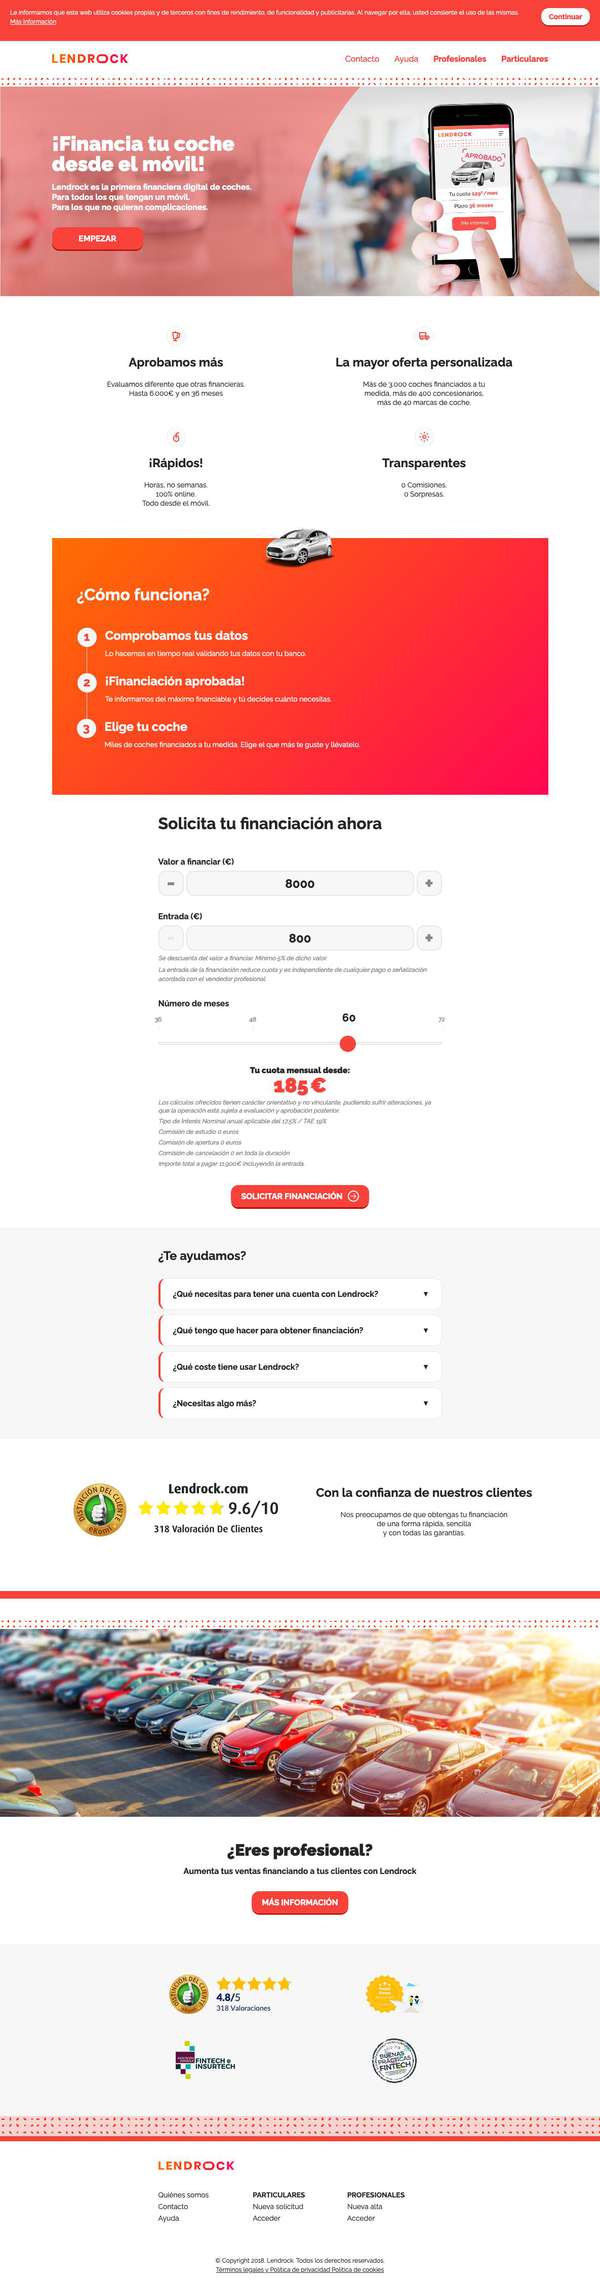 Le informamos que esta web utiliza cookies propias y de terceros con fines de rendimiento, de funcionalidad y publicitarias. Al navegar por ella, usted consiente el uso de las mismas.
Más información
Continuar
LENDROCK
Contacto Ayuda Profesionales Particulares
¡Financia tu coche
desde el móvil!
Lendrock es la primera financiera digital de coches.
Para todos los que tengan un móvil.
Para los que no quieran complicaciones.
EMPEZAR
LENDROCK
APROBADO
Tu cuota 149€/mes
Plazo 36 meses
Más información
Aprobamos más
Evaluamos diferente que otras financieras.
Hasta 6.000€ y en 36 meses
La mayor oferta personalizada
Más de 3.000 coches financiados a tu
medida, más de 400 concesionarios,
más de 40 marcas de coche.
¡Rápidos!
Horas, no semanas.
100% online.
Todo desde el móvil.
Transparentes
0 Comisiones.
0 Sorpresas.
¿Cómo funciona?
1 Comprobamos tus datos
Lo hacemos en tiempo real validando tus datos con tu banco.
2 ¡Financiación aprobada!
Te informamos del máximo financiable y tú decides cuánto necesitas.
3 Elige tu coche
Miles de coches financiados a tu medida. Elige el que más te guste y llévatelo.
Solicita tu financiación ahora
Valor a financiar (€)
- 8000 +
Entrada (€)
- 800 +
Se descuenta del valor a financiar. Mínimo 5% de dicho valor.
La entrada de la financiación reduce cuota y es independiente de cualquier pago o señalización
acordada con el vendedor profesional.
Número de meses
36 48 60 72
Tu cuota mensual desde:
185 €
Los cálculos ofrecidos tienen carácter orientativo y no vinculante, pudiendo sufrir alteraciones, ya
que la operación está sujeta a evaluación y aprobación posterior.
Tipo de Interés Nominal anual aplicable del 17,5% / TAE 19%
Comisión de estudio 0 euros
Comisión de apertura 0 euros
Comisión de cancelación 0 en toda la duración
Importe total a pagar 11.900€ incluyendo la entrada.
SOLICITAR FINANCIACIÓN
¿Te ayudamos?
¿Qué necesitas para tener una cuenta con Lendrock?
¿Qué tengo que hacer para obtener financiación?
¿Qué coste tiene usar Lendrock?
¿Necesitas algo más?
DISTINCIÓN DEL CLIENTE
eKomi
Lendrock.com
9.6/10
318 Valoración De Clientes
Con la confianza de nuestros clientes
Nos preocupamos de que obtengas tu financiación
de una forma rápida, sencilla
y con todas las garantías.
¿Eres profesional?
Aumenta tus ventas financiando a tus clientes con Lendrock
MÁS INFORMACIÓN
DISTINCIÓN DEL CLIENTE
eKomi
4.8/5
318 Valoraciones
FINTECH e
INSURTECH
BUENAS
PRÁCTICAS
FINTECH
LENDROCK
Quiénes somos
Contacto
Ayuda
PARTICULARES
Nueva solicitud
Acceder
PROFESIONALES
Nueva alta
Acceder
© Copyright 2018. Lendrock. Todos los derechos reservados.
Términos legales y Política de privacidad Política de cookies